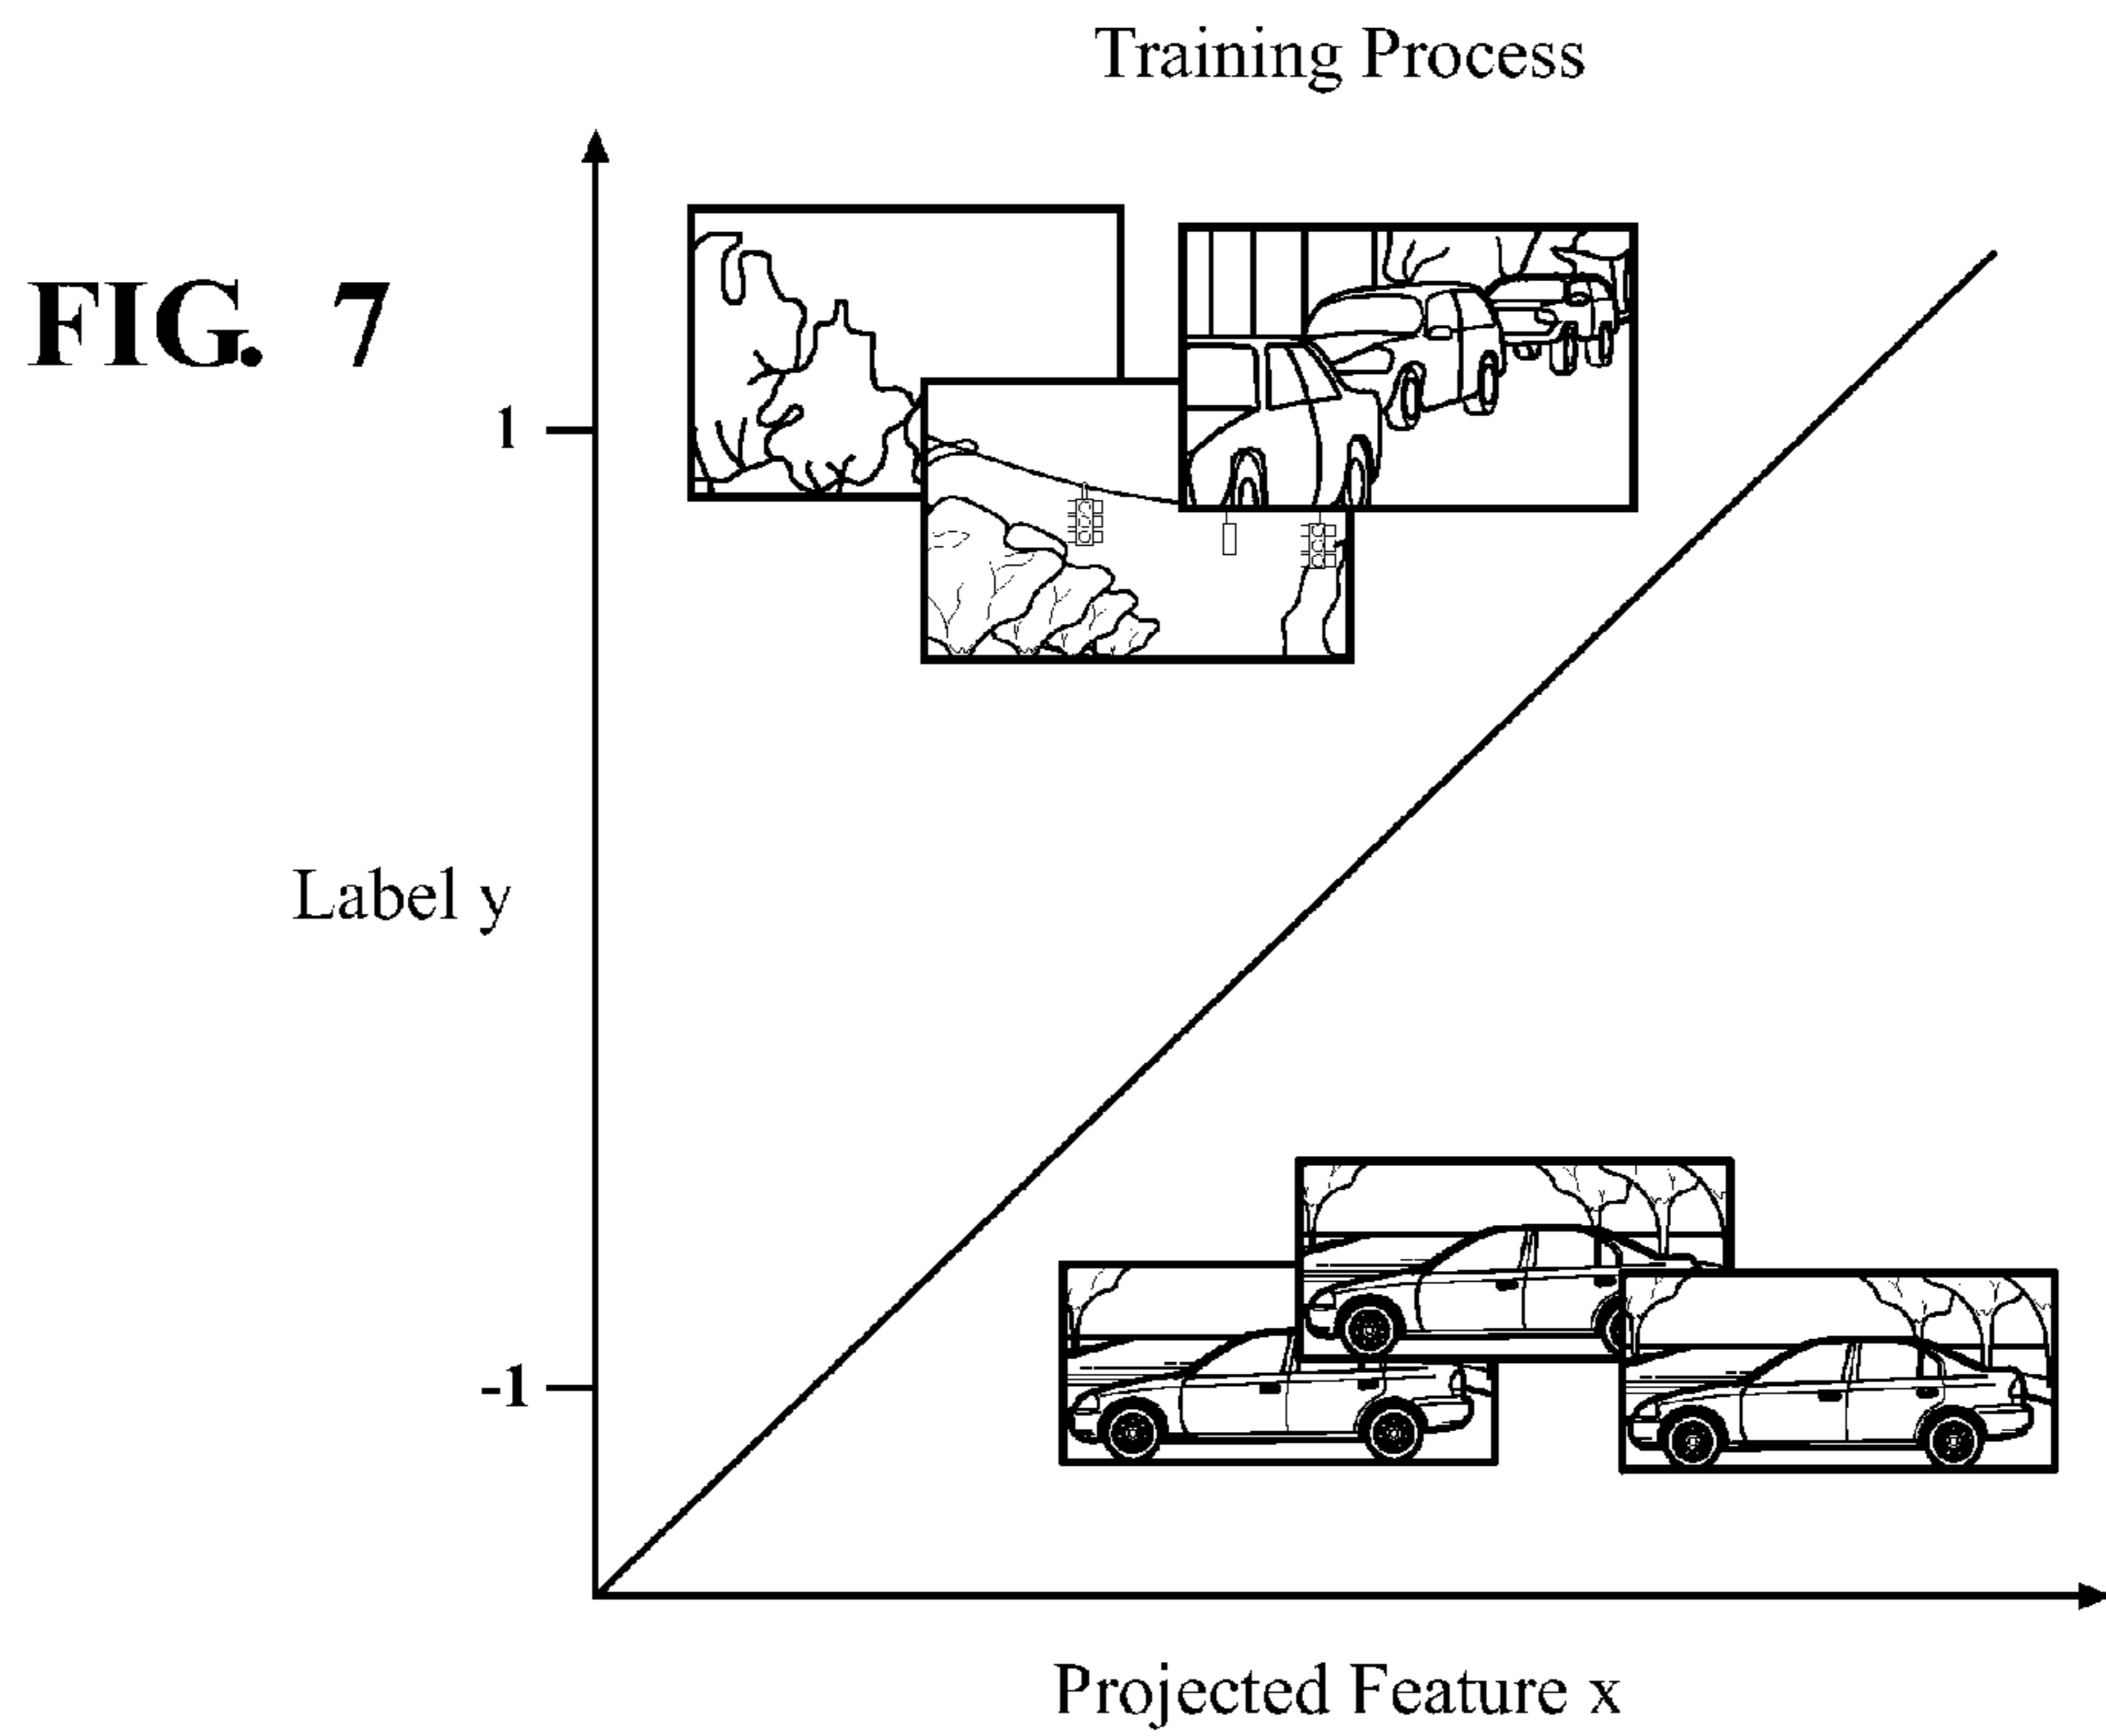 Training Process
FIG. 7
1
Label y
-1
Projected Feature x